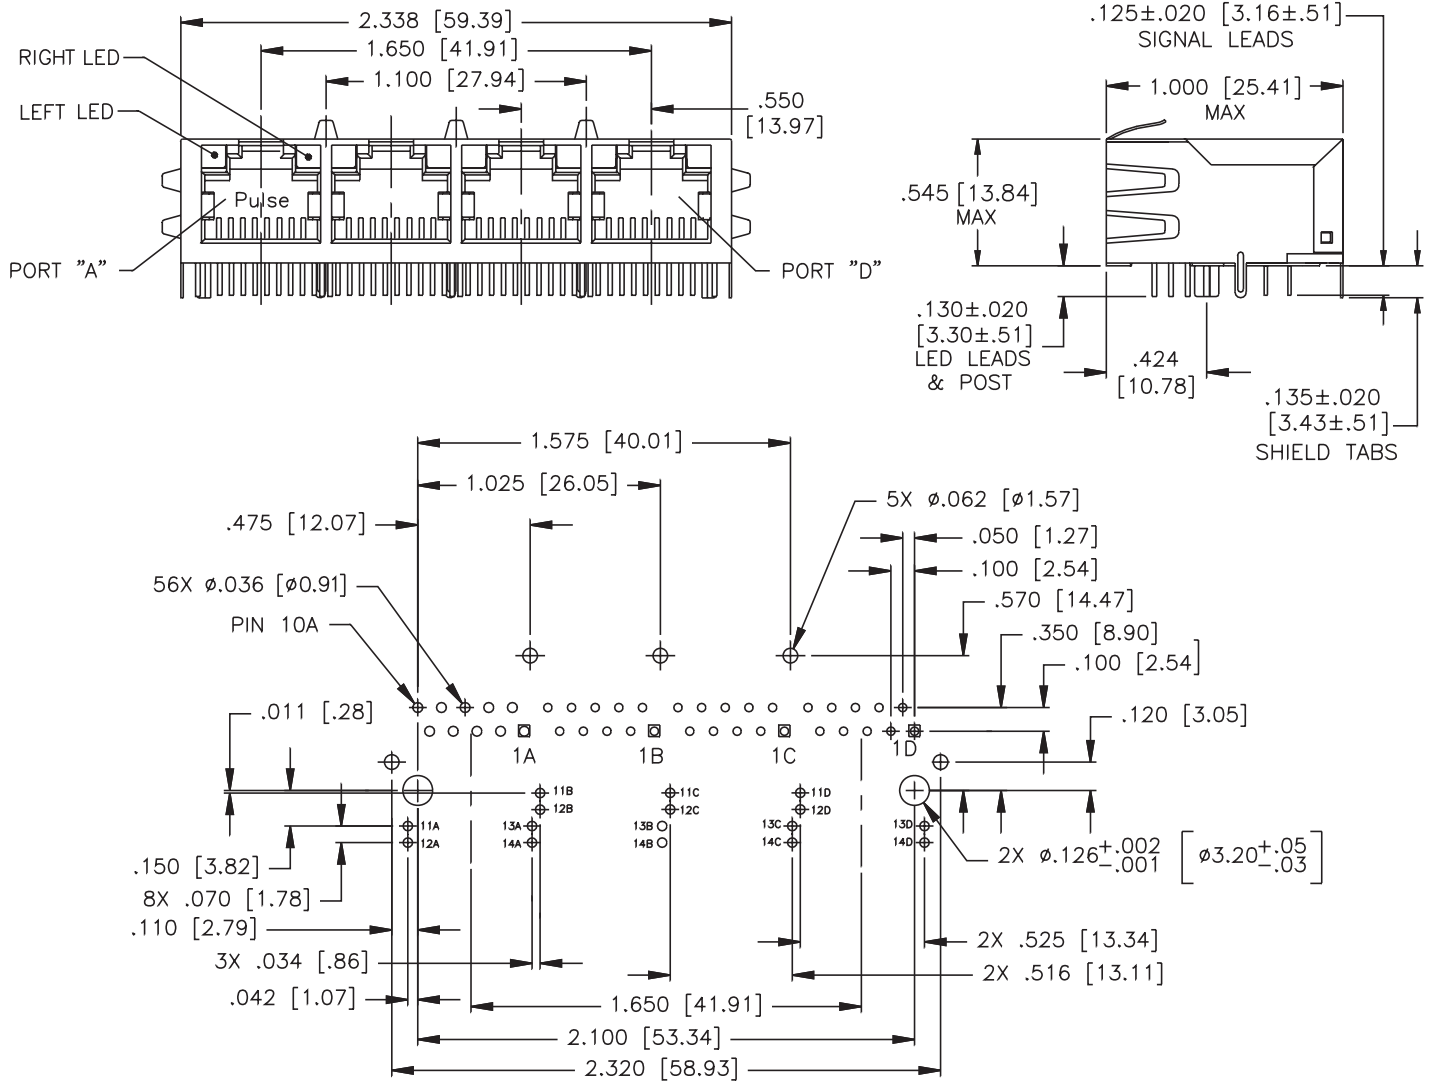 2.338 [59.39]
1.650 [41.91]
1.100 [27.94]
.550
[13.97]
RIGHT LED
LEFT LED
Pulse
PORT "A"
PORT "D"
.125±.020 [3.16±.51]
SIGNAL LEADS
1.000 [25.41]
MAX
.545 [13.84]
MAX
.130±.020
[3.30±.51]
LED LEADS
& POST
.424
[10.78]
.135±.020
[3.43±.51]
SHIELD TABS
1.575 [40.01]
1.025 [26.05]
.475 [12.07]
56X ø.036 [ø0.91]
PIN 10A
5X ø.062 [ø1.57]
.050 [1.27]
.100 [2.54]
.570 [14.47]
.350 [8.90]
.100 [2.54]
.120 [3.05]
.011 [.28]
1A 1B 1C 1D
11B 11C 11D
12B 12C 12D
11A 13A 13B 13C 13D
12A 14A 14B 14C 14D
2X ø.126+.002 -.001 [ø3.20+.05 -.03]
.150 [3.82]
8X .070 [1.78]
.110 [2.79]
3X .034 [.86]
.042 [1.07]
2X .525 [13.34]
2X .516 [13.11]
1.650 [41.91]
2.100 [53.34]
2.320 [58.93]